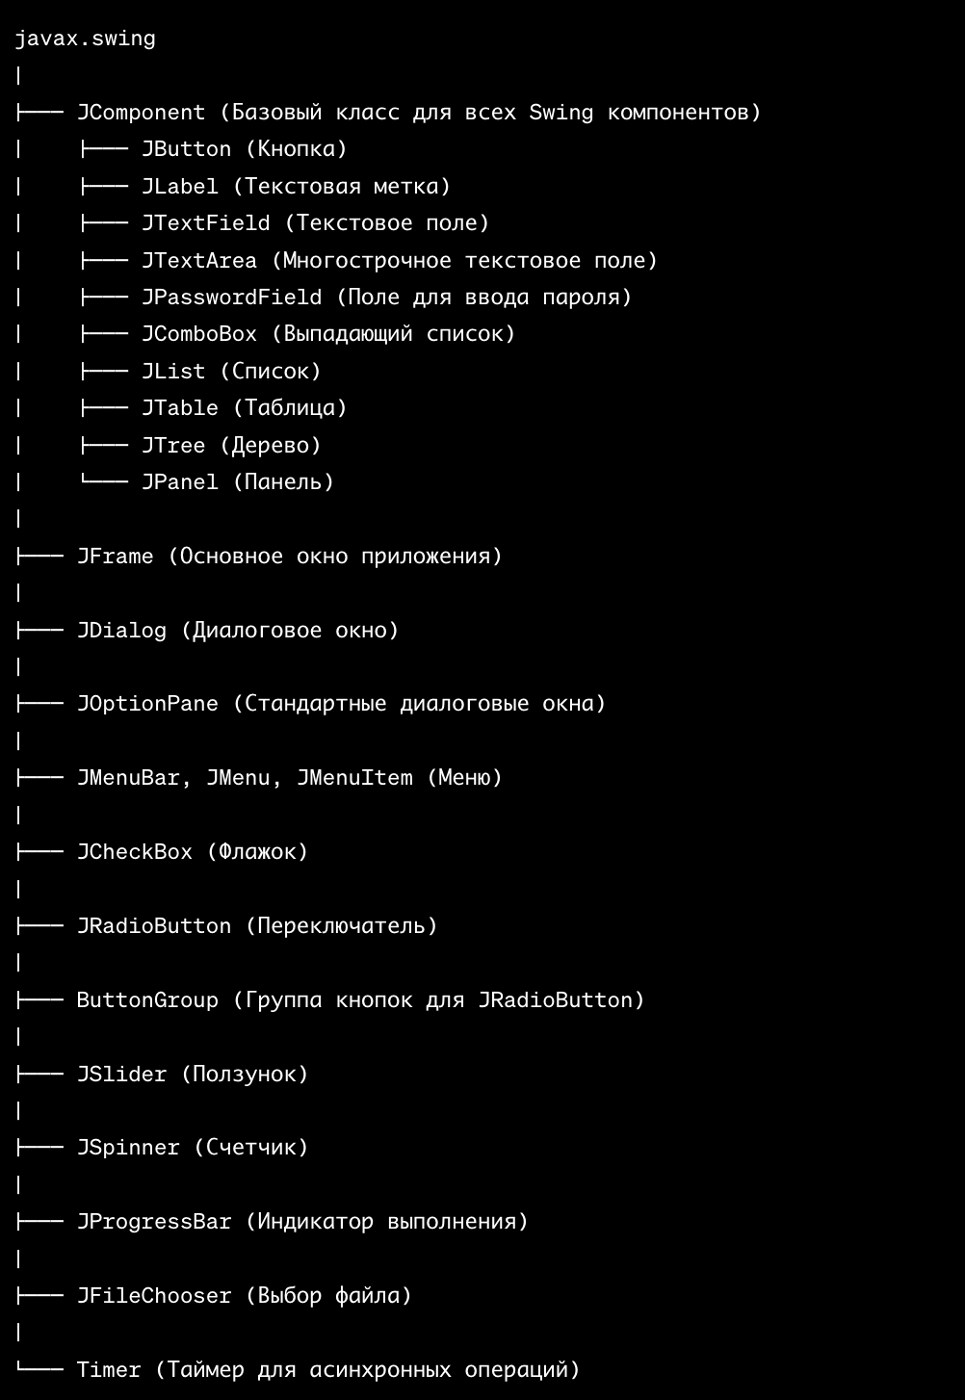 javax.swing
|
├─── JComponent (Базовый класс для всех Swing компонентов)
|    ├─── JButton (Кнопка)
|    ├─── JLabel (Текстовая метка)
|    ├─── JTextField (Текстовое поле)
|    ├─── JTextArea (Многострочное текстовое поле)
|    ├─── JPasswordField (Поле для ввода пароля)
|    ├─── JComboBox (Выпадающий список)
|    ├─── JList (Список)
|    ├─── JTable (Таблица)
|    ├─── JTree (Дерево)
|    └─── JPanel (Панель)
|
├─── JFrame (Основное окно приложения)
|
├─── JDialog (Диалоговое окно)
|
├─── JOptionPane (Стандартные диалоговые окна)
|
├─── JMenuBar, JMenu, JMenuItem (Меню)
|
├─── JCheckBox (Флажок)
|
├─── JRadioButton (Переключатель)
|
├─── ButtonGroup (Группа кнопок для JRadioButton)
|
├─── JSlider (Ползунок)
|
├─── JSpinner (Счетчик)
|
├─── JProgressBar (Индикатор выполнения)
|
├─── JFileChooser (Выбор файла)
|
└─── Timer (Таймер для асинхронных операций)